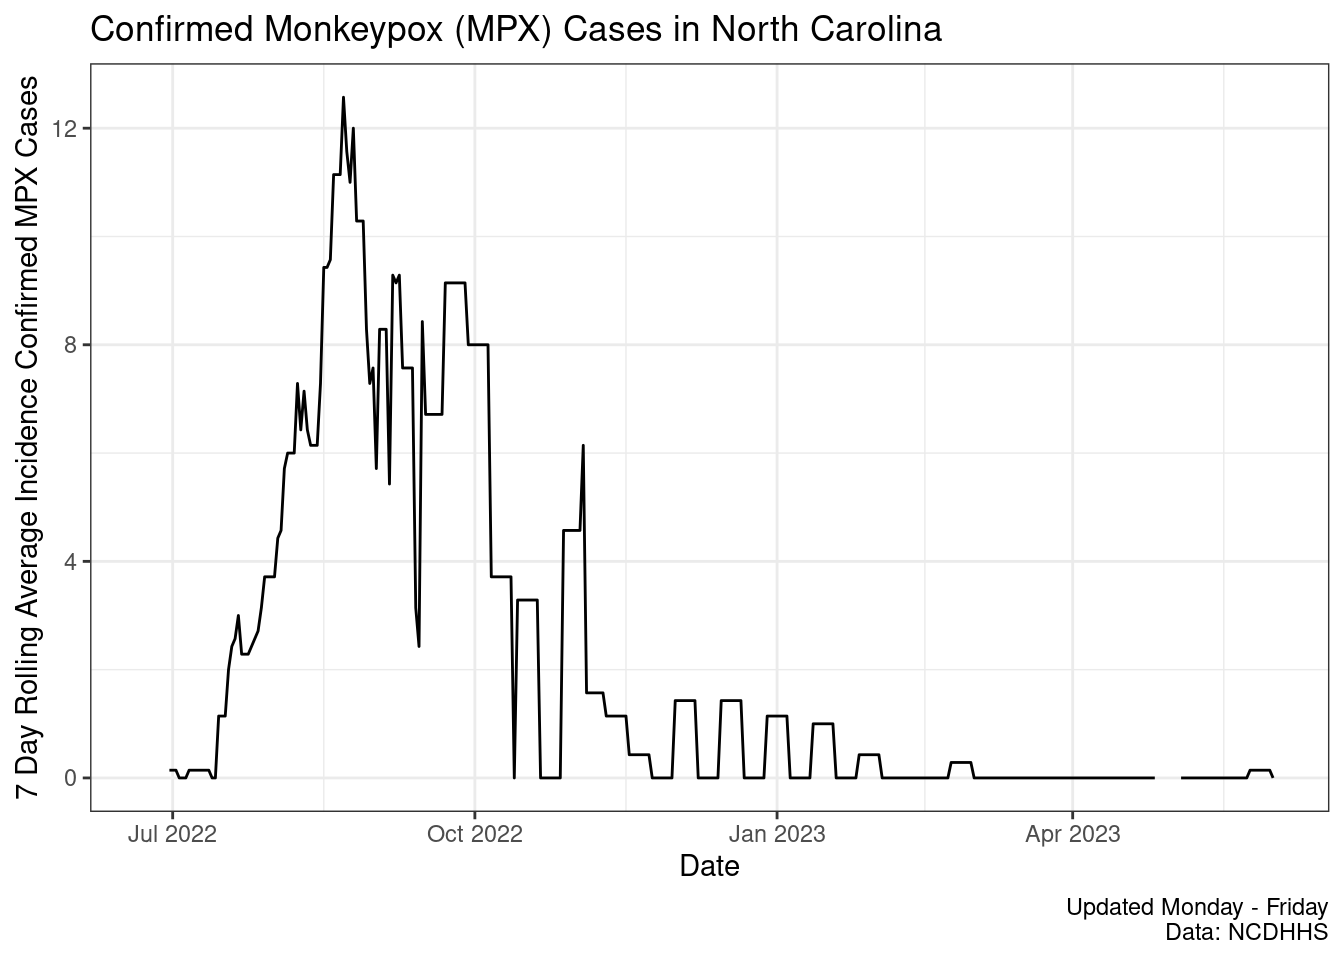 Confirmed Monkeypox (MPX) Cases in North Carolina
7 Day Rolling Average Incidence Confirmed MPX Cases
12
8
4
0
Jul 2022
Oct 2022
Jan 2023
Apr 2023
Date
Updated Monday - Friday
Data: NCDHHS